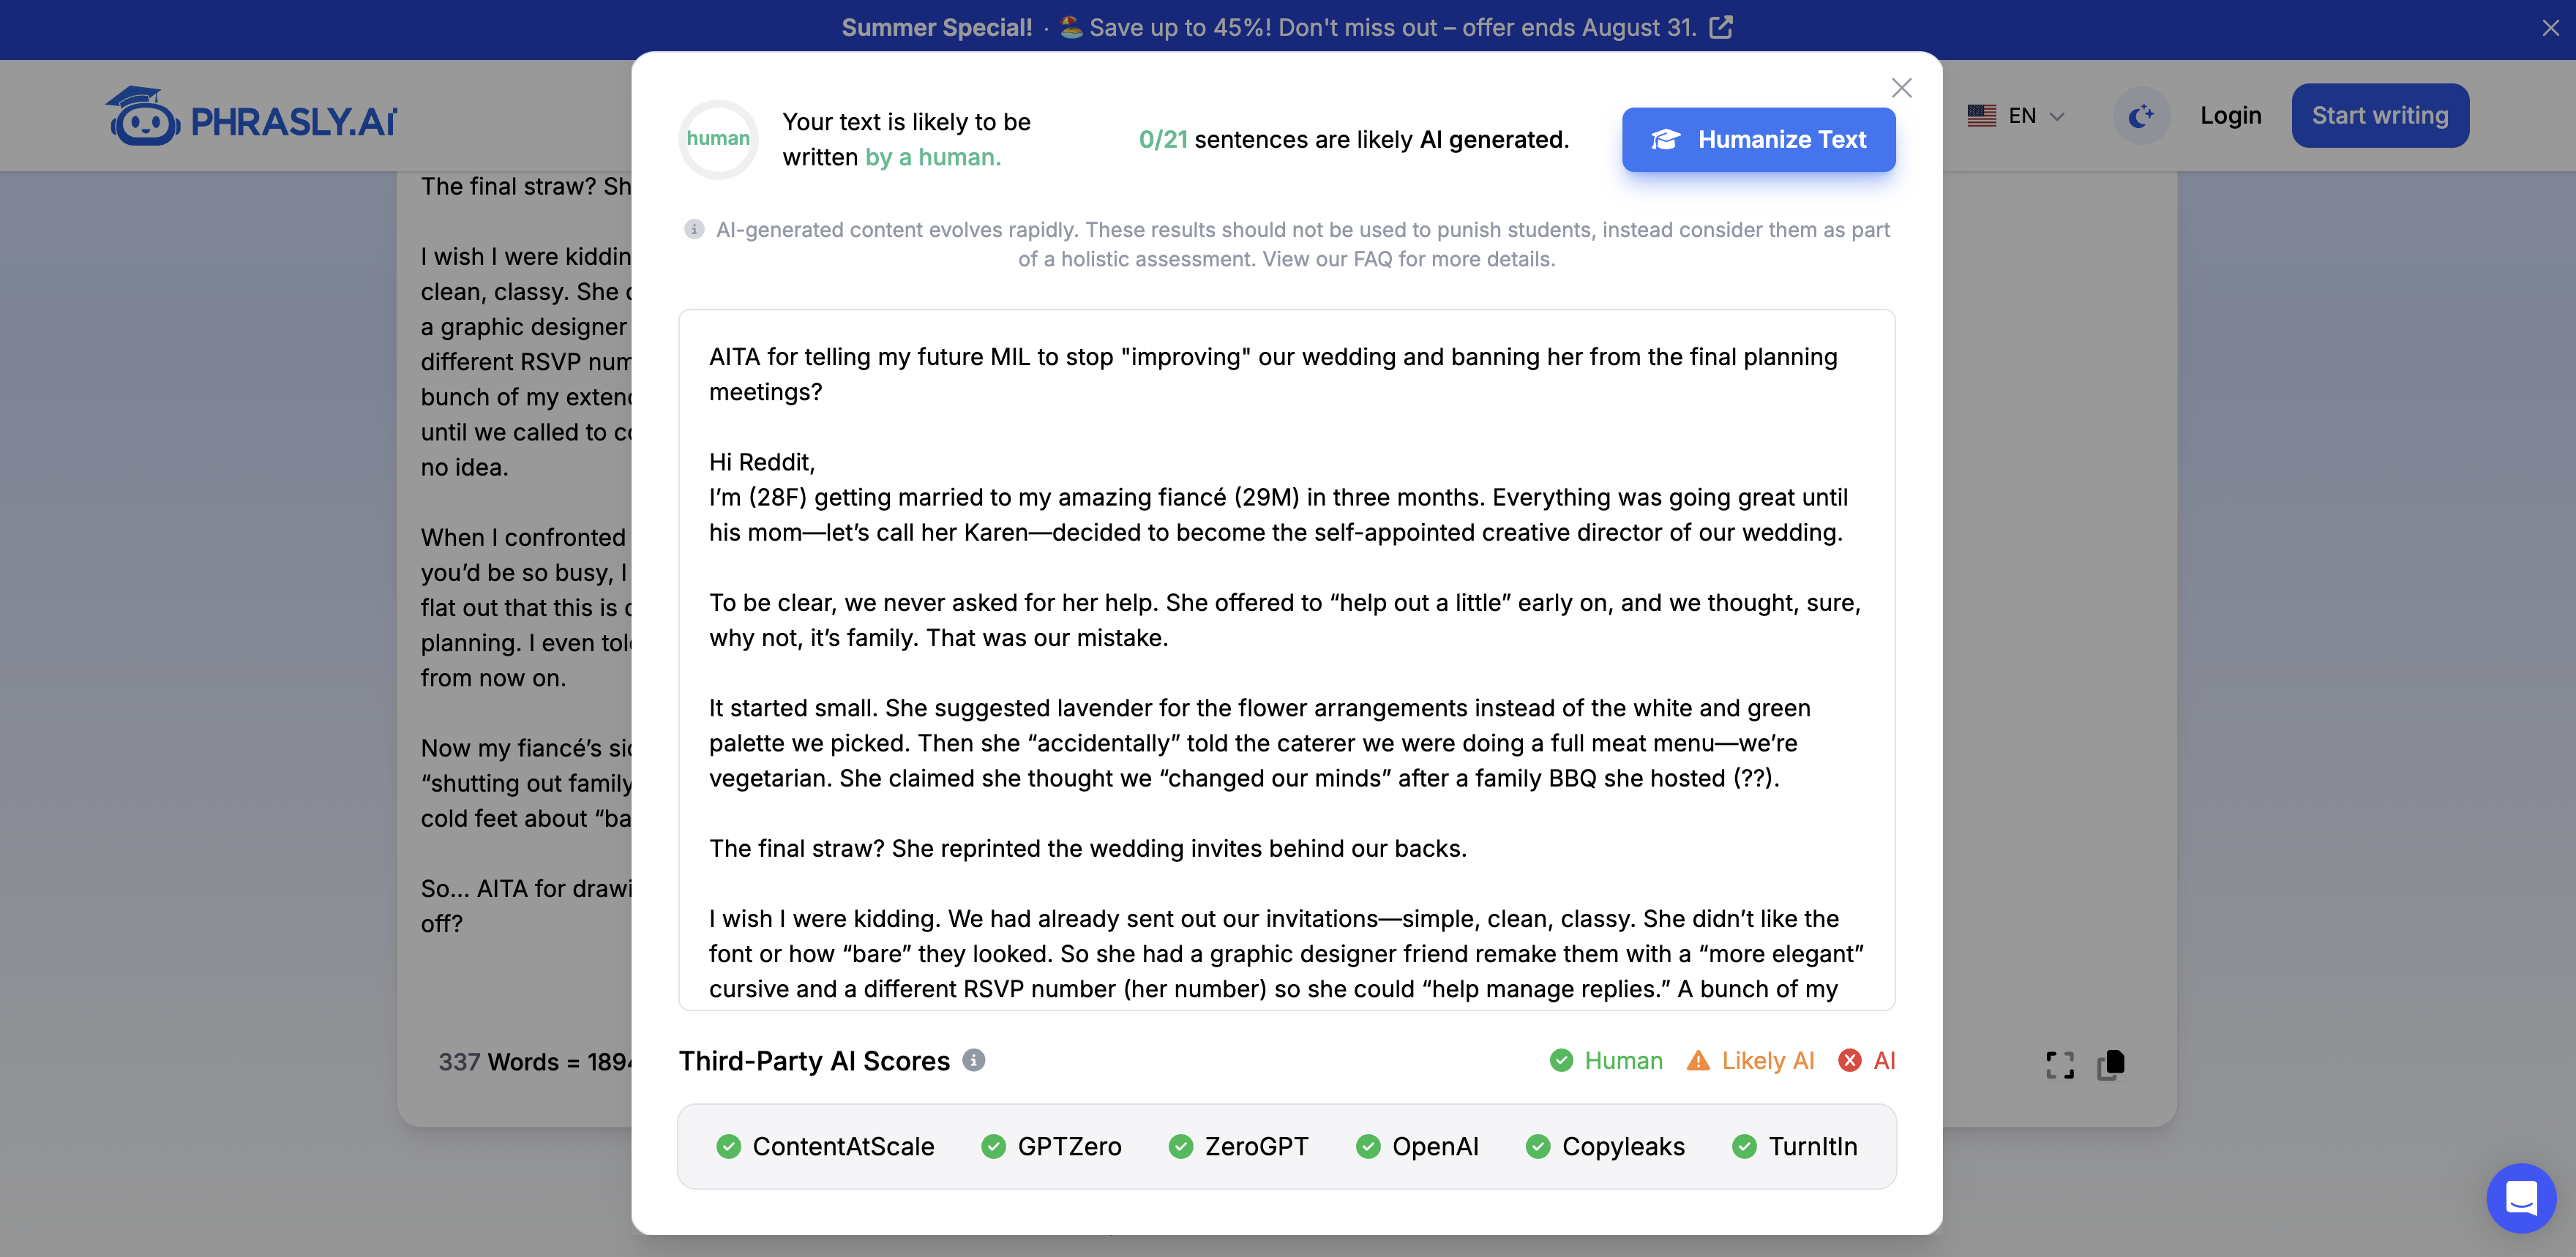 Summer Special! · 🏖️ Save up to 45%! Don't miss out – offer ends August 31.
PHRASLY.AI
EN
Login
Start writing
human
Your text is likely to be
written by a human.
0/21 sentences are likely AI generated.
Humanize Text
AI-generated content evolves rapidly. These results should not be used to punish students, instead consider them as part
of a holistic assessment. View our FAQ for more details.
AITA for telling my future MIL to stop "improving" our wedding and banning her from the final planning
meetings?
Hi Reddit,
I’m (28F) getting married to my amazing fiancé (29M) in three months. Everything was going great until
his mom—let’s call her Karen—decided to become the self-appointed creative director of our wedding.
To be clear, we never asked for her help. She offered to “help out a little” early on, and we thought, sure,
why not, it’s family. That was our mistake.
It started small. She suggested lavender for the flower arrangements instead of the white and green
palette we picked. Then she “accidentally” told the caterer we were doing a full meat menu—we’re
vegetarian. She claimed she thought we “changed our minds” after a family BBQ she hosted (??).
The final straw? She reprinted the wedding invites behind our backs.
I wish I were kidding. We had already sent out our invitations—simple, clean, classy. She didn’t like the
font or how “bare” they looked. So she had a graphic designer friend remake them with a “more elegant”
cursive and a different RSVP number (her number) so she could “help manage replies.” A bunch of my
Third-Party AI Scores
Human
Likely AI
AI
ContentAtScale
GPTZero
ZeroGPT
OpenAI
Copyleaks
TurnItIn
The final straw? Sh
I wish I were kiddin
clean, classy. She
a graphic designer
different RSVP num
bunch of my exten
until we called to
no idea.
When I confronted
you’d be so busy, I
flat out that this is
planning. I even tol
from now on.
Now my fiancé’s si
“shutting out family
cold feet about “ba
So... AITA for draw
off?
337 Words = 189